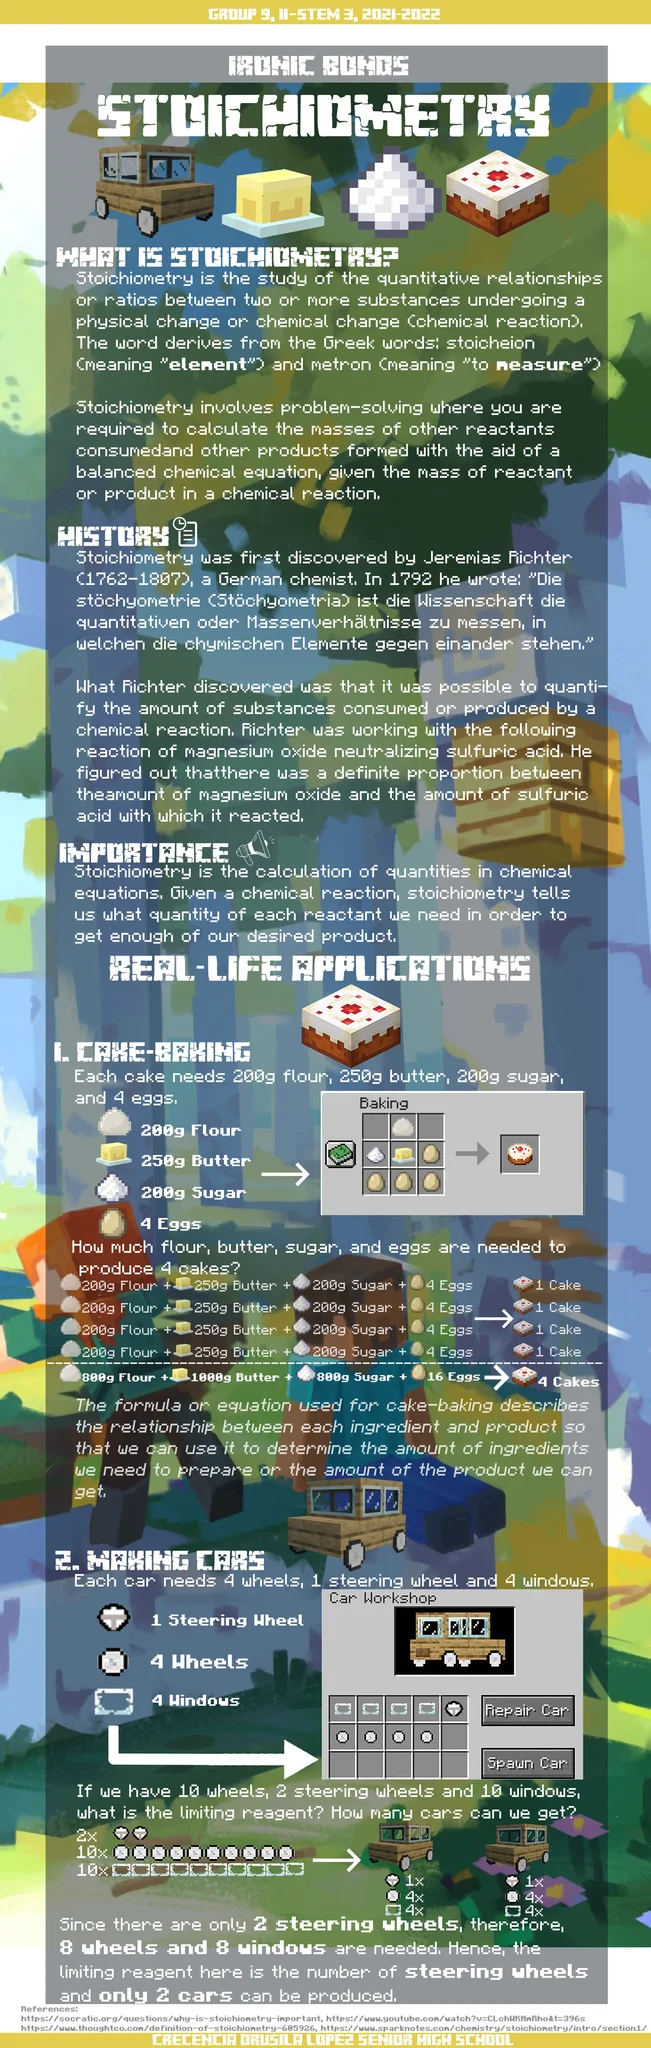 GROUP 9, 11-STEM 3, 2021-2022
IRONIC BONDS
STOICHIOMETRY
WHAT IS STOICHIOMETRY?
Stoichiometry is the study of the quantitative relationships
or ratios between two or more substances undergoing a
physical change or chemical change (chemical reaction).
The word derives from the Greek words: stoicheion
(meaning "element") and metron (meaning "to measure")
Stoichiometry involves problem-solving where you are
required to calculate the masses of other reactants
consumedand other products formed with the aid of a
balanced chemical equation, given the mass of reactant
or product in a chemical reaction.
HISTORY
Stoichiometry was first discovered by Jeremias Richter
(1762-1807), a German chemist. In 1792 he wrote: "Die
stöchyometrie (Stöchyometria) ist die Wissenschaft die
quantitativen oder Massenverhältnisse zu messen, in
welchen die chymischen Elemente gegen einander stehen."
What Richter discovered was that it was possible to quanti-
fy the amount of substances consumed or produced by a
chemical reaction. Richter was working with the following
reaction of magnesium oxide neutralizing sulfuric acid. He
figured out thatthere was a definite proportion between
theamount of magnesium oxide and the amount of sulfuric
acid with which it reacted.
IMPORTANCE
Stoichiometry is the calculation of quantities in chemical
equations. Given a chemical reaction, stoichiometry tells
us what quantity of each reactant we need in order to
get enough of our desired product.
REAL-LIFE APPLICATIONS
1. CAKE-BAKING
Each cake needs 200g flour, 250g butter, 200g sugar,
and 4 eggs.
200g Flour
250g Butter
200g Sugar
4 Eggs
Baking
How much flour, butter, sugar, and eggs are needed to
produce 4 cakes?
200g Flour + 250g Butter + 200g Sugar + 4 Eggs 1 Cake
200g Flour + 250g Butter + 200g Sugar + 4 Eggs 1 Cake
200g Flour + 250g Butter + 200g Sugar + 4 Eggs 1 Cake
200g Flour + 250g Butter + 200g Sugar + 4 Eggs 1 Cake
800g Flour + 1000g Butter + 800g Sugar + 16 Eggs 4 Cakes
The formula or equation used for cake-baking describes
the relationship between each ingredient and product so
that we can use it to determine the amount of ingredients
we need to prepare or the amount of the product we can
get.
2. MAKING CARS
Each car needs 4 wheels, 1 steering wheel and 4 windows.
1 Steering Wheel
4 Wheels
4 Windows
Car Workshop
Repair Car
Spawn Car
If we have 10 wheels, 2 steering wheels and 10 windows,
what is the limiting reagent? How many cars can we get?
2x
10x
10x
1x 1x
4x 4x
4x 4x
Since there are only 2 steering wheels, therefore,
8 wheels and 8 windows are needed. Hence, the
limiting reagent here is the number of steering wheels
and only 2 cars can be produced.
References:
https://socratic.org/questions/why-is-stoichiometry-important, https://www.youtube.com/watch?v=CLchWKMmRho&t=396s
https://www.thoughtco.com/definition-of-stoichiometry-605926, https://www.sparknotes.com/chemistry/stoichiometry/intro/section1/
CRECENCIA DRUSILA LOPEZ SENIOR HIGH SCHOOL